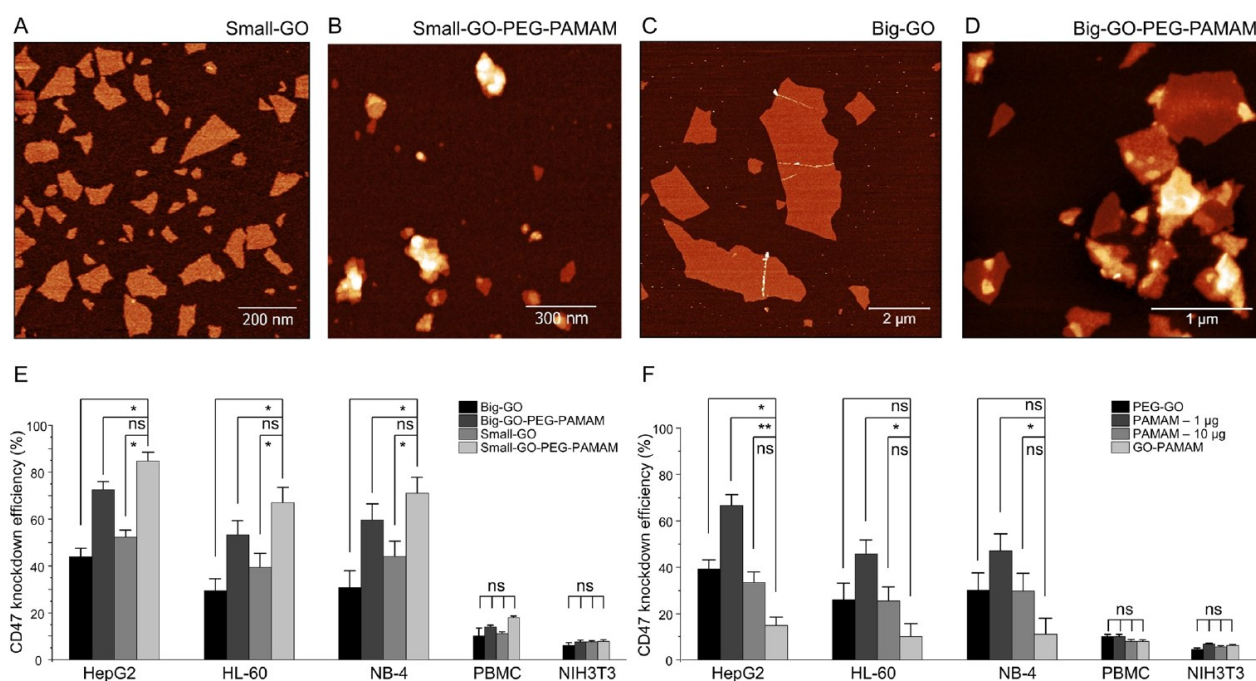 A
Small-GO
200 nm
B
Small-GO-PEG-PAMAM
300 nm
C
Big-GO
2 µm
D
Big-GO-PEG-PAMAM
1 µm
E
CD47 knockdown efficiency (%)
100
80
60
40
20
0
*
ns
*
*
ns
*
*
ns
*
ns
ns
Big-GO
Big-GO-PEG-PAMAM
Small-GO
Small-GO-PEG-PAMAM
HepG2
HL-60
NB-4
PBMC
NIH3T3
F
CD47 knockdown efficiency (%)
100
80
60
40
20
0
*
**
ns
ns
*
ns
ns
*
ns
ns
ns
PEG-GO
PAMAM – 1 µg
PAMAM – 10 µg
GO-PAMAM
HepG2
HL-60
NB-4
PBMC
NIH3T3